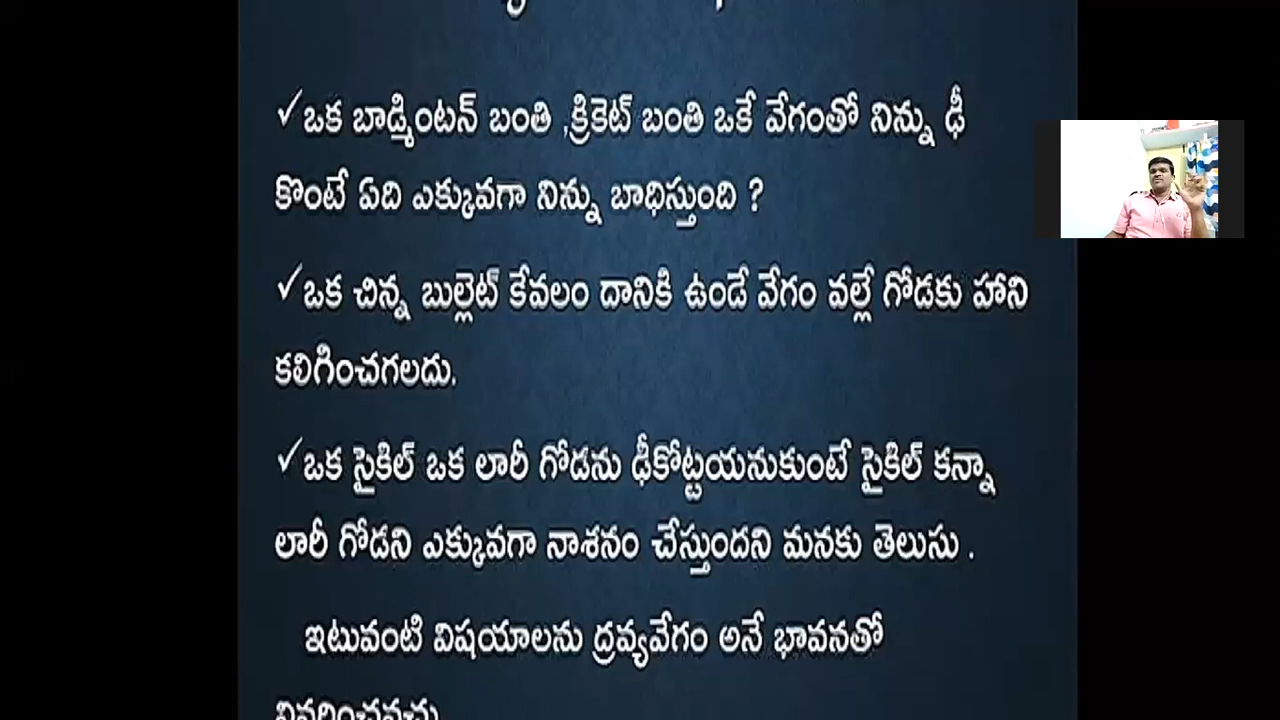 ✓ఒక బాడ్మింటన్ బంతి ,క్రికెట్ బంతి ఒకే వేగంతో నిన్ను ఢీ
కొంటే ఏది ఎక్కువగా నిన్ను బాధిస్తుంది ?
✓ఒక చిన్న బుల్లెట్ కేవలం దానికి ఉండే వేగం వల్లే గోడకు హాని
కలిగించగలదు.
✓ఒక సైకిల్ ఒక లారీ గోడను ఢీకోట్టయనుకుంటే సైకిల్ కన్నా
లారీ గోడని ఎక్కువగా నాశనం చేస్తుందని మనకు తెలుసు .
ఇటువంటి విషయాలను ద్రవ్యవేగం అనే భావనతో